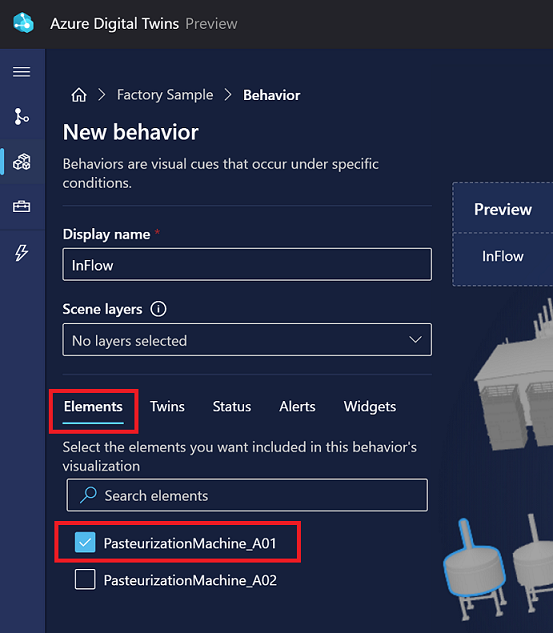 Azure Digital Twins Preview
Factory Sample Behavior
New behavior
Behaviors are visual cues that occur under specific
conditions.
Display name *
InFlow
Scene layers
No layers selected
Elements Twins Status Alerts Widgets
Select the elements you want included in this behavior's
visualization
Search elements
PasteurizationMachine_A01
PasteurizationMachine_A02
Preview
InFlow